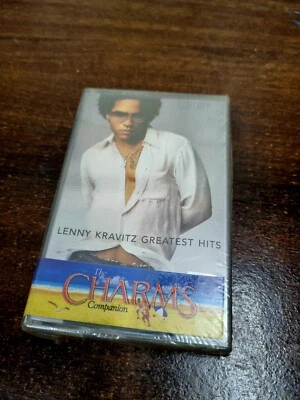 LENNY KRAVITZ GREATEST HITS
The
CHARMS
Companion